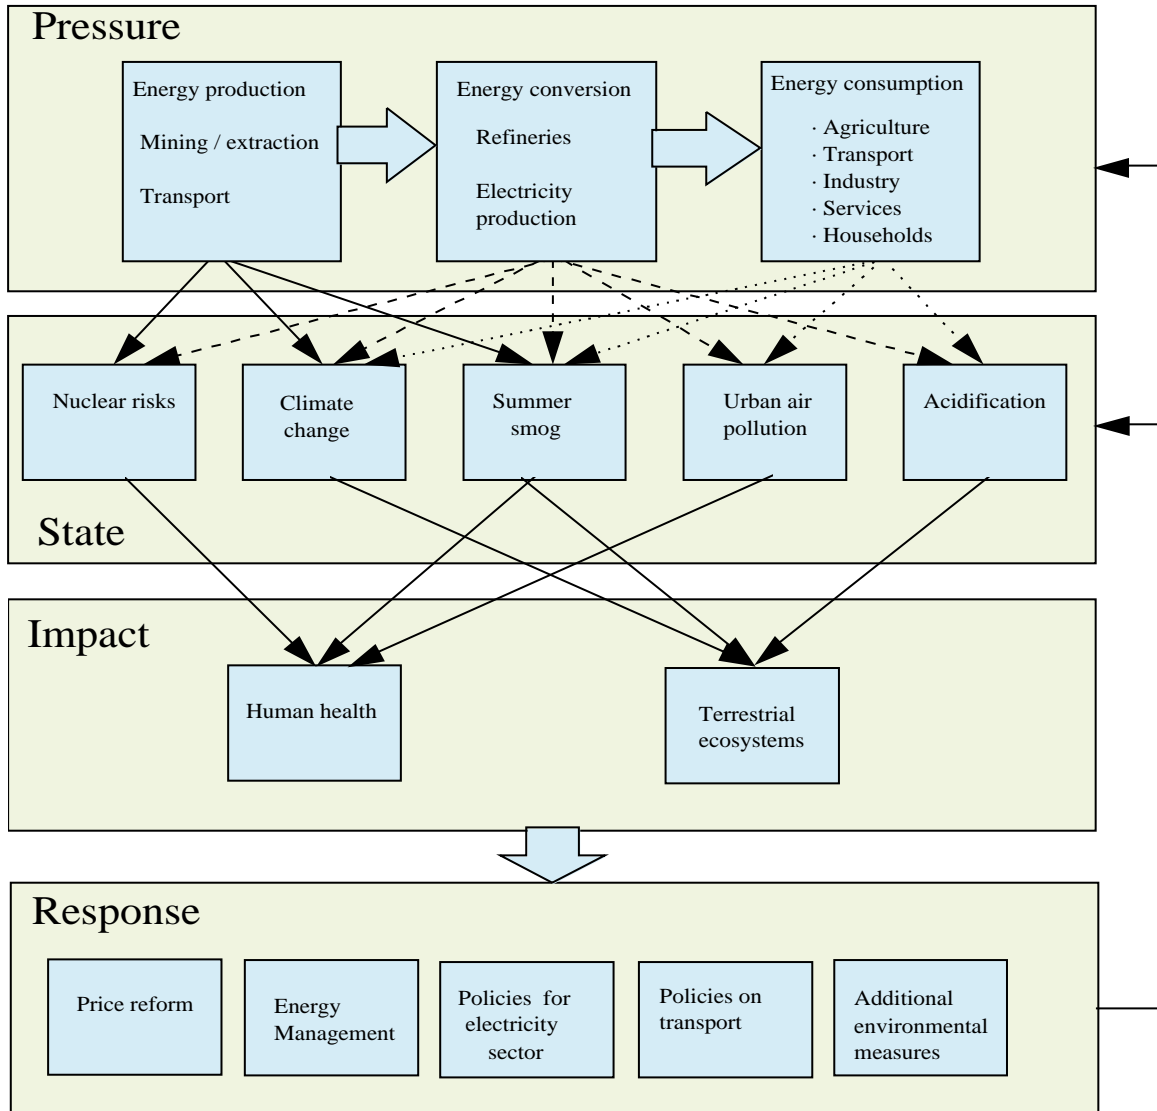 Pressure
Energy production
Mining / extraction
Transport
Energy conversion
Refineries
Electricity
production
Energy consumption
· Agriculture
· Transport
· Industry
· Services
· Households
Nuclear risks
Climate
change
Summer
smog
Urban air
pollution
Acidification
State
Impact
Human health
Terrestrial
ecosystems
Response
Price reform
Energy
Management
Policies for
electricity
sector
Policies on
transport
Additional
environmental
measures